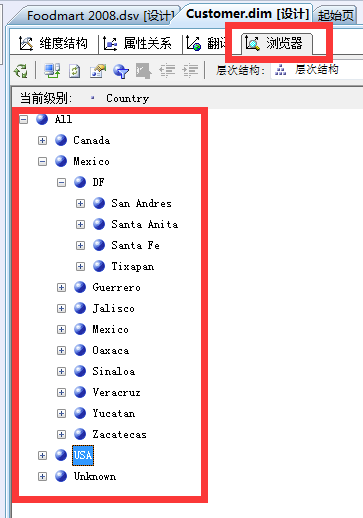 Foodmart 2008.dsv [设计] Customer.dim [设计] 起始页
维度结构 属性关系 翻译 浏览器
层次结构: 层次结构
当前级别: Country
All
Canada
Mexico
DF
San Andres
Santa Anita
Santa Fe
Tixapan
Guerrero
Jalisco
Mexico
Oaxaca
Sinaloa
Veracruz
Yucatan
Zacatecas
USA
Unknown